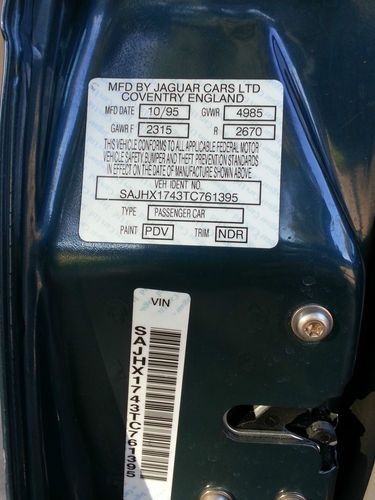 MFD BY JAGUAR CARS LTD
COVENTRY ENGLAND
MFD DATE 10/95 GVWR 4985
GAWR F 2315 R 2670
THIS VEHICLE CONFORMS TO ALL APPLICABLE FEDERAL MOTOR
VEHICLE SAFETY, BUMPER AND THEFT PREVENTION STANDARDS
IN EFFECT ON THE DATE OF MANUFACTURE SHOWN ABOVE.
VEH IDENT NO.
SAJHX1743TC761395
TYPE PASSENGER CAR
PAINT PDV TRIM NDR
VIN
SAJHX1743TC761395